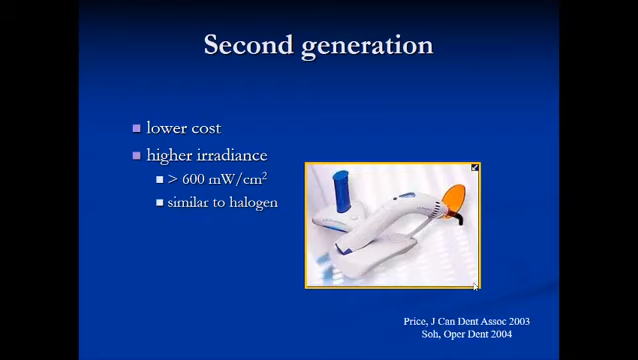 Second generation
lower cost
higher irradiance
> 600 mW/cm²
similar to halogen
Price, J Can Dent Assoc 2003
Soh, Oper Dent 2004